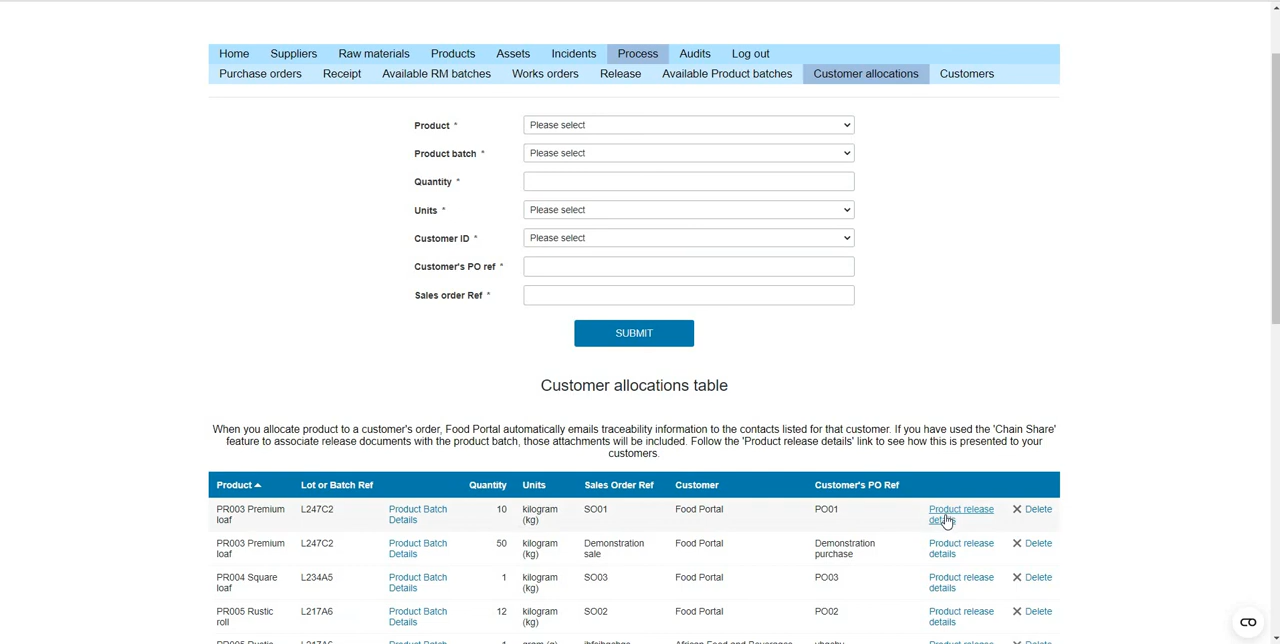 Home Suppliers Raw materials Products Assets Incidents Process Audits Log out
Purchase orders Receipt Available RM batches Works orders Release Available Product batches Customer allocations Customers
Product * Please select
Product batch * Please select
Quantity *
Units * Please select
Customer ID * Please select
Customer's PO ref *
Sales order Ref *
SUBMIT
Customer allocations table
When you allocate product to a customer's order, Food Portal automatically emails traceability information to the contacts listed for that customer. If you have used the 'Chain Share'
feature to associate release documents with the product batch, those attachments will be included. Follow the 'Product release details' link to see how this is presented to your
customers.
Product Lot or Batch Ref Quantity Units Sales Order Ref Customer Customer's PO Ref
PR003 Premium L247C2 Product Batch 10 kilogram SO01 Food Portal PO01 Product release Delete
loaf Details (kg) details
PR003 Premium L247C2 Product Batch 50 kilogram Demonstration Food Portal Demonstration Product release Delete
loaf Details (kg) sale purchase details
PR004 Square L234A5 Product Batch 1 kilogram SO03 Food Portal PO03 Product release Delete
loaf Details (kg) details
PR005 Rustic L217A6 Product Batch 12 kilogram SO02 Food Portal PO02 Product release Delete
roll Details (kg) details